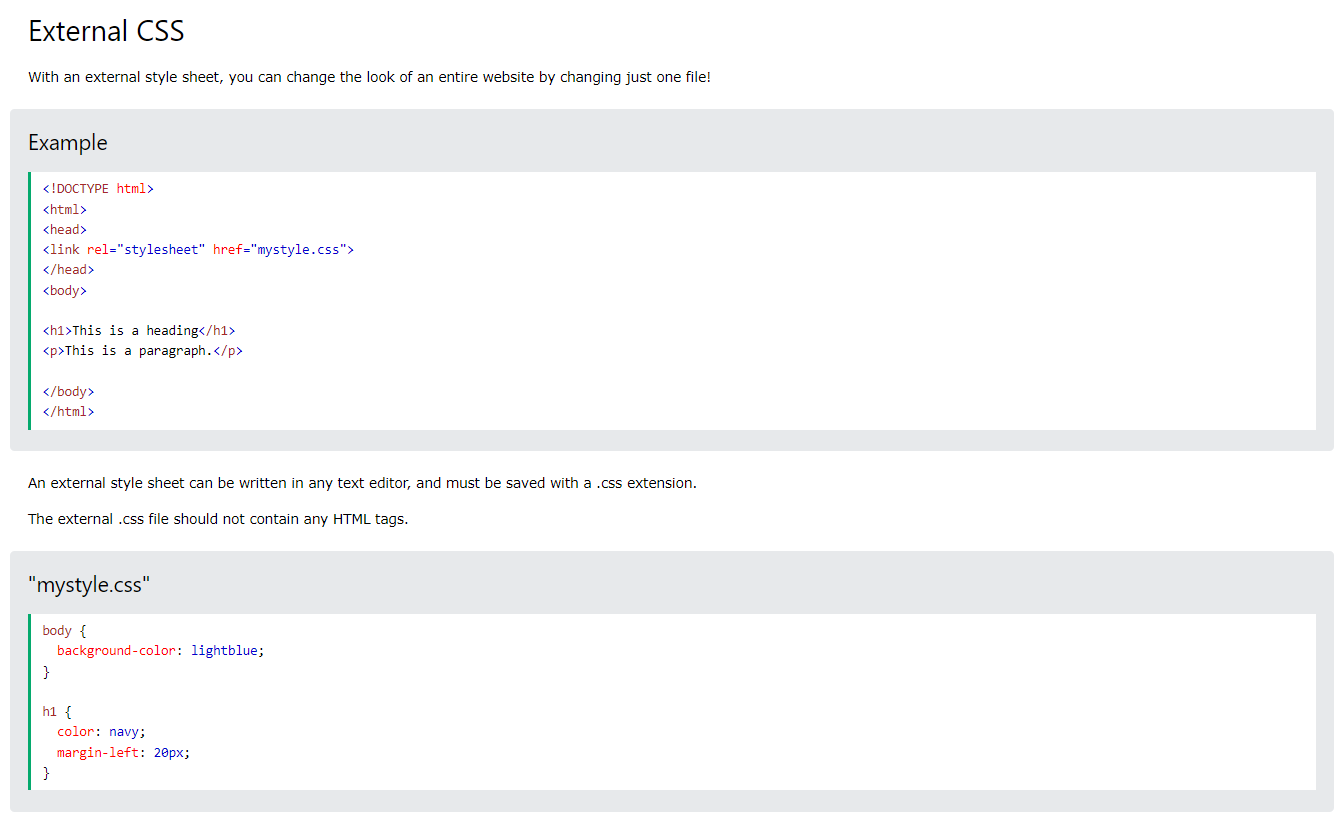 External CSS
With an external style sheet, you can change the look of an entire website by changing just one file!
Example
<!DOCTYPE html>
<html>
<head>
<link rel="stylesheet" href="mystyle.css">
</head>
<body>
<h1>This is a heading</h1>
<p>This is a paragraph.</p>
</body>
</html>
An external style sheet can be written in any text editor, and must be saved with a .css extension.
The external .css file should not contain any HTML tags.
"mystyle.css"
body {
  background-color: lightblue;
}
h1 {
  color: navy;
  margin-left: 20px;
}